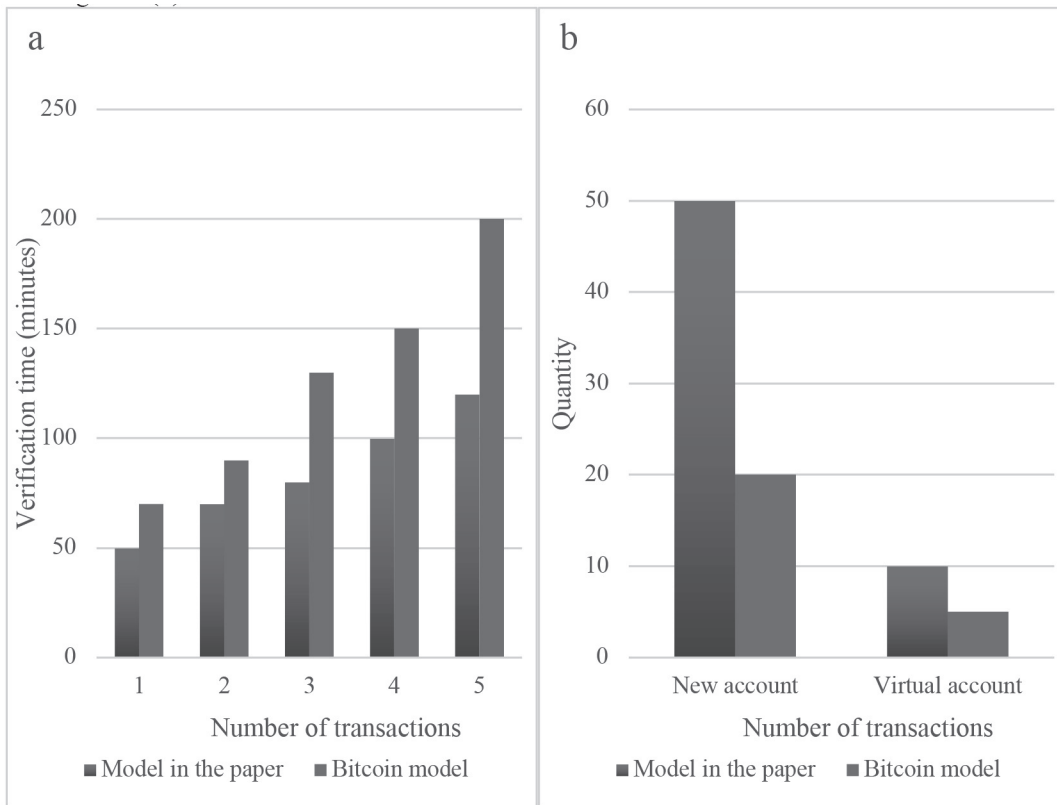 a
250
200
150
100
50
0
Verification time (minutes)
1 2 3 4 5
Number of transactions
Model in the paper Bitcoin model
b
60
50
40
30
20
10
0
Quantity
New account Virtual account
Number of transactions
Model in the paper Bitcoin model